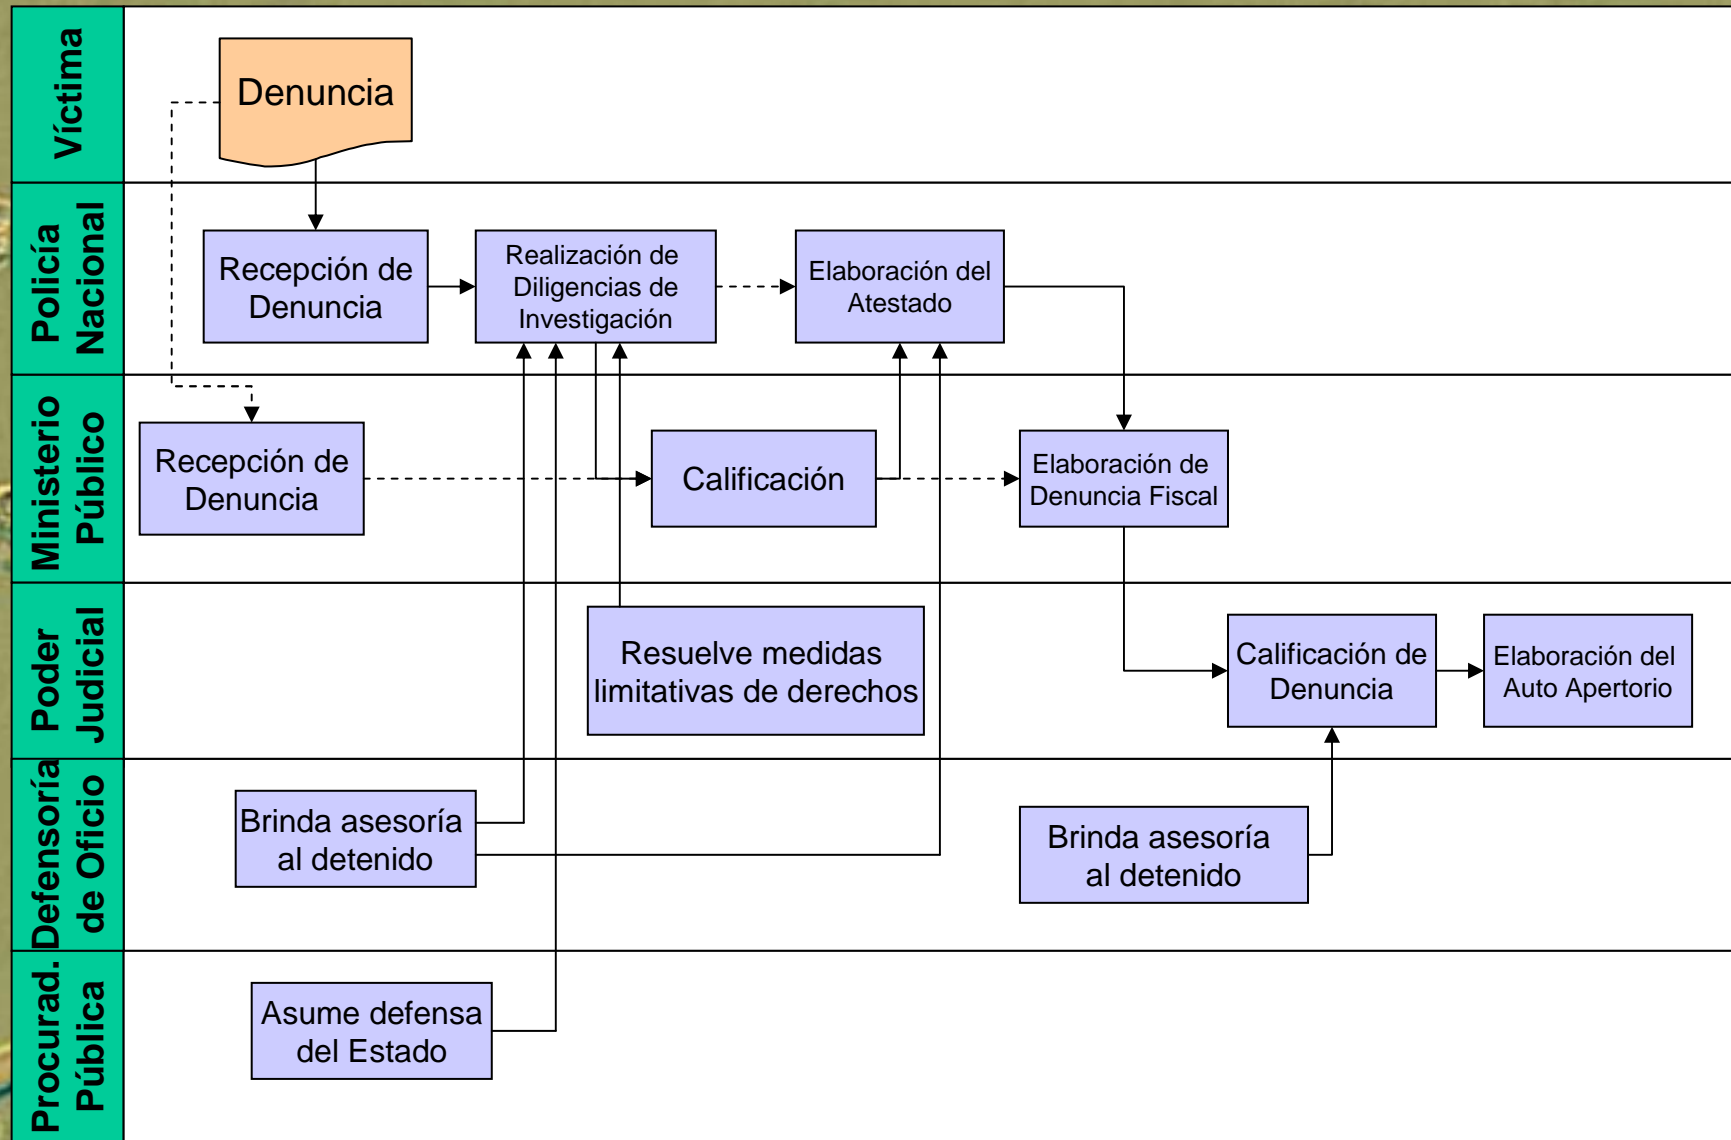 Víctima
Denuncia
Policía
Nacional
Recepción de
Denuncia
Realización de
Diligencias de
Investigación
Elaboración del
Atestado
Ministerio
Público
Recepción de
Denuncia
Calificación
Elaboración de
Denuncia Fiscal
Poder
Judicial
Resuelve medidas
limitativas de derechos
Calificación de
Denuncia
Elaboración del
Auto Apertorio
Defensoría
de Oficio
Brinda asesoría
al detenido
Brinda asesoría
al detenido
Procurad.
Pública
Asume defensa
del Estado